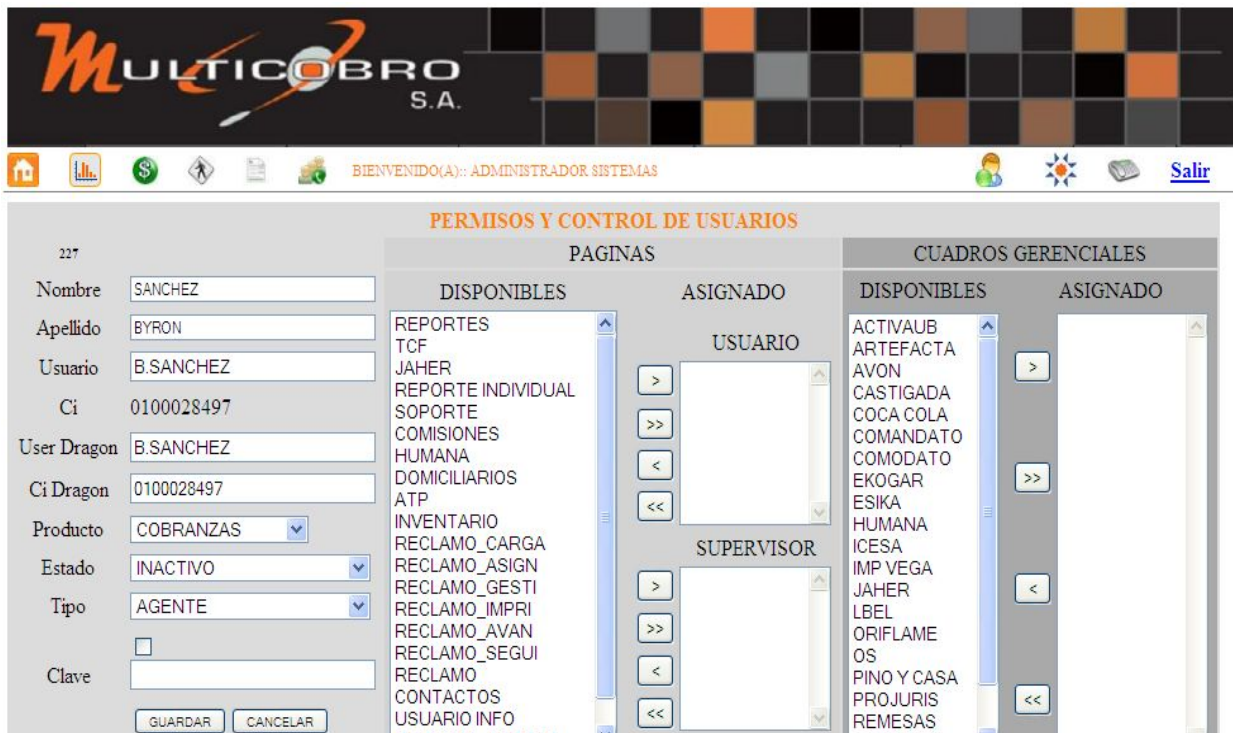 MULTICOBRO
S.A.
BIENVENIDO(A):: ADMINISTRADOR SISTEMAS
Salir
PERMISOS Y CONTROL DE USUARIOS
227
Nombre SANCHEZ
Apellido BYRON
Usuario B.SANCHEZ
Ci 0100028497
User Dragon B.SANCHEZ
Ci Dragon 0100028497
Producto COBRANZAS
Estado INACTIVO
Tipo AGENTE
Clave
GUARDAR CANCELAR
PAGINAS
DISPONIBLES
REPORTES
TCF
JAHER
REPORTE INDIVIDUAL
SOPORTE
COMISIONES
HUMANA
DOMICILIARIOS
ATP
INVENTARIO
RECLAMO_CARGA
RECLAMO_ASIGN
RECLAMO_GESTI
RECLAMO_IMPRI
RECLAMO_AVAN
RECLAMO_SEGUI
RECLAMO
CONTACTOS
USUARIO INFO
ASIGNADO
USUARIO
>
>>
<
<<
SUPERVISOR
>
>>
<
<<
CUADROS GERENCIALES
DISPONIBLES
ACTIVAUB
ARTEFACTA
AVON
CASTIGADA
COCA COLA
COMANDATO
COMODATO
EKOGAR
ESIKA
HUMANA
ICESA
IMP VEGA
JAHER
LBEL
ORIFLAME
OS
PINO Y CASA
PROJURIS
REMESAS
ASIGNADO
>
>>
<
<<